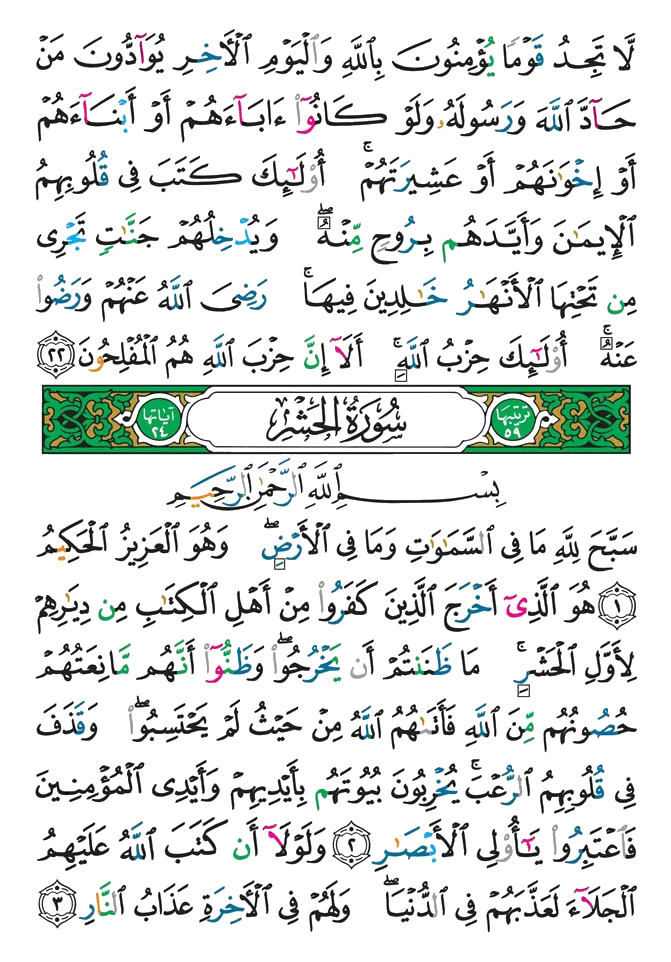 لَّا تَجِدُ قَوْمًا يُؤْمِنُونَ بِٱللَّهِ وَٱلْيَوْمِ ٱلْأَخِرِ يُوَآدُّونَ مَنْ
حَآدَّ ٱللَّهَ وَرَسُولَهُۥ وَلَوْ كَانُوٓا۟ ءَابَآءَهُمْ أَوْ أَبْنَآءَهُمْ
أَوْ إِخْوَٰنَهُمْ أَوْ عَشِيرَتَهُمْ ۚ أُو۟لَٰٓئِكَ كَتَبَ فِى قُلُوبِهِمُ
ٱلْإِيمَٰنَ وَأَيَّدَهُم بِرُوحٍ مِّنْهُ ۖ وَيُدْخِلُهُمْ جَنَّٰتٍ تَجْرِى
مِن تَحْتِهَا ٱلْأَنْهَٰرُ خَٰلِدِينَ فِيهَا ۚ رَضِىَ ٱللَّهُ عَنْهُمْ وَرَضُوا۟
عَنْهُ ۚ أُو۟لَٰٓئِكَ حِزْبُ ٱللَّهِ ۚ أَلَآ إِنَّ حِزْبَ ٱللَّهِ هُمُ ٱلْمُفْلِحُونَ ٢٢
ترتيبها ٥٩ سُورَةُ الحَشْرِ آياتها ٢٤
بِسْمِ ٱللَّهِ ٱلرَّحْمَٰنِ ٱلرَّحِيمِ
سَبَّحَ لِلَّهِ مَا فِى ٱلسَّمَٰوَٰتِ وَمَا فِى ٱلْأَرْضِ ۖ وَهُوَ ٱلْعَزِيزُ ٱلْحَكِيمُ
١ هُوَ ٱلَّذِىٓ أَخْرَجَ ٱلَّذِينَ كَفَرُوا۟ مِنْ أَهْلِ ٱلْكِتَٰبِ مِن دِيَٰرِهِمْ
لِأَوَّلِ ٱلْحَشْرِ ۚ مَا ظَنَنتُمْ أَن يَخْرُجُوا۟ ۖ وَظَنُّوٓا۟ أَنَّهُم مَّانِعَتُهُمْ
حُصُونُهُم مِّنَ ٱللَّهِ فَأَتَىٰهُمُ ٱللَّهُ مِنْ حَيْثُ لَمْ يَحْتَسِبُوا۟ ۖ وَقَذَفَ
فِى قُلُوبِهِمُ ٱلرُّعْبَ ۚ يُخْرِبُونَ بُيُوتَهُم بِأَيْدِيهِمْ وَأَيْدِى ٱلْمُؤْمِنِينَ
فَٱعْتَبِرُوا۟ يَٰٓأُو۟لِى ٱلْأَبْصَٰرِ ٢ وَلَوْلَآ أَن كَتَبَ ٱللَّهُ عَلَيْهِمُ
ٱلْجَلَآءَ لَعَذَّبَهُمْ فِى ٱلدُّنْيَا ۖ وَلَهُمْ فِى ٱلْأَخِرَةِ عَذَابُ ٱلنَّارِ ٣